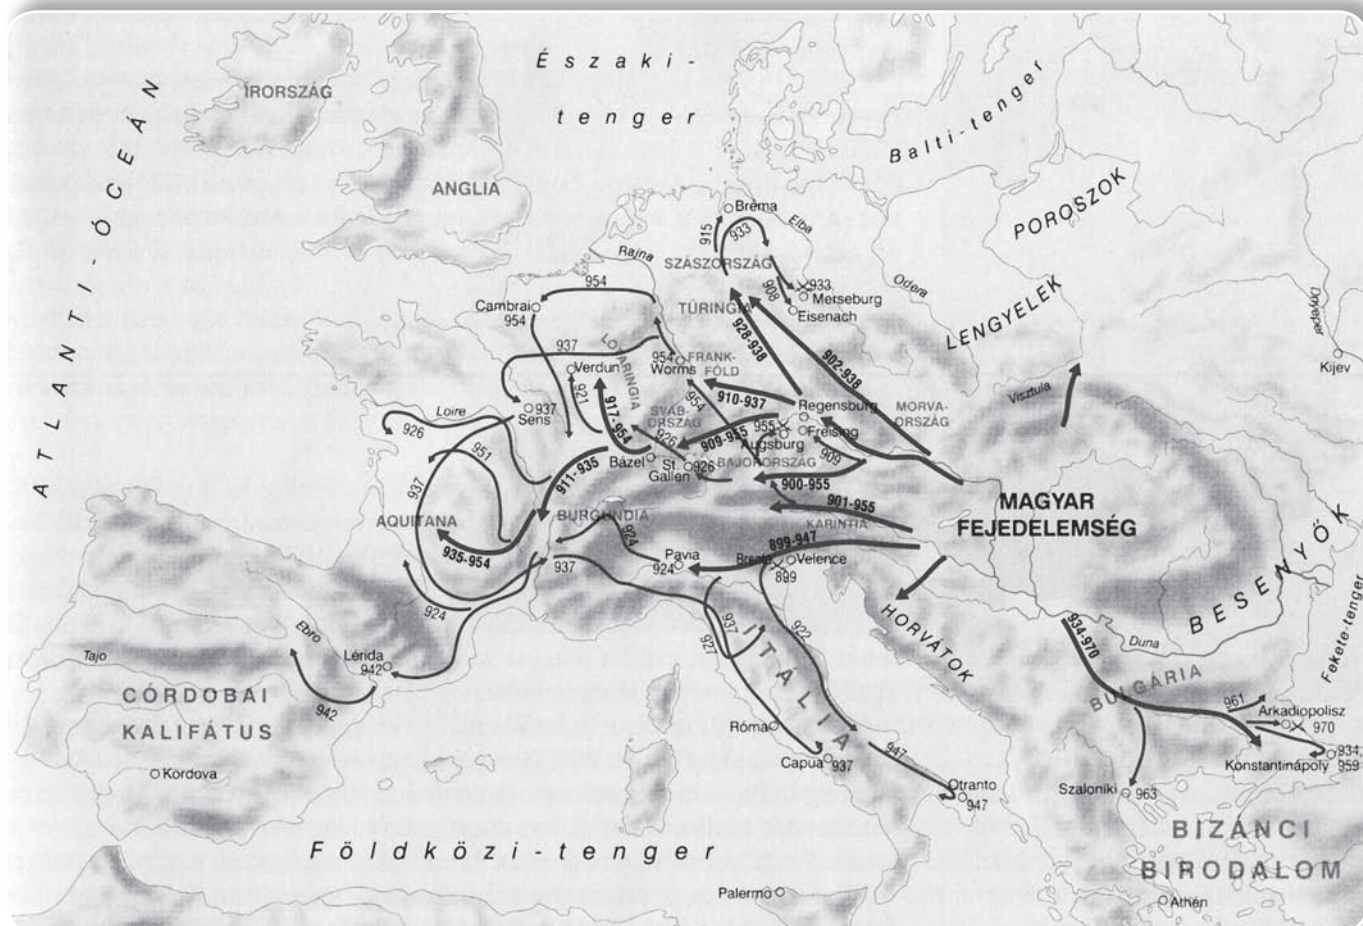 Északi-
tenger
ÍRORSZÁG
ANGLIA
ATLANTI ÓCEÁN
Balti-tenger
POROSZOK
LENGYELEK
Bréma
915
933
Elba
SZÁSZORSZÁG
933
908
Merseburg
Eisenach
Odera
Rajna
954
Cambrai
954
TÜRINGIA
928-938
902-938
Dnyeper
Kijev
Visztula
937
Verdun
921
LARINGIA
954
Worms
FRANK-
FÖLD
910-937
954
917-954
SVÁB-
ORSZÁG
926
909-955
Regensburg
955
Freising
Augsburg
909
MORVA-
ORSZÁG
937
Sens
Loire
926
951
937
Bázel
St.
Gallen
926
BAJORORSZÁG
900-955
901-955
KARINTIA
911-935
AQUITANA
935-954
BURGUNDIA
924
937
Pavia
924
899-947
Brenta
899
Velence
MAGYAR
FEJEDELEMSÉG
BESENYŐK
HORVÁTOK
Fekete-tenger
924
Ebro
Tajo
Lérida
942
942
CÓRDOBAI
KALIFÁTUS
Kordova
937
921
922
ITÁLIA
Róma
Capua
937
947
Otranto
947
934-970
Duna
BULGÁRIA
961
Arkadiopolisz
970
Konstantinápoly
934,
959
Szaloniki
963
BIZÁNCI
BIRODALOM
Földközi-tenger
Palermo
Athén